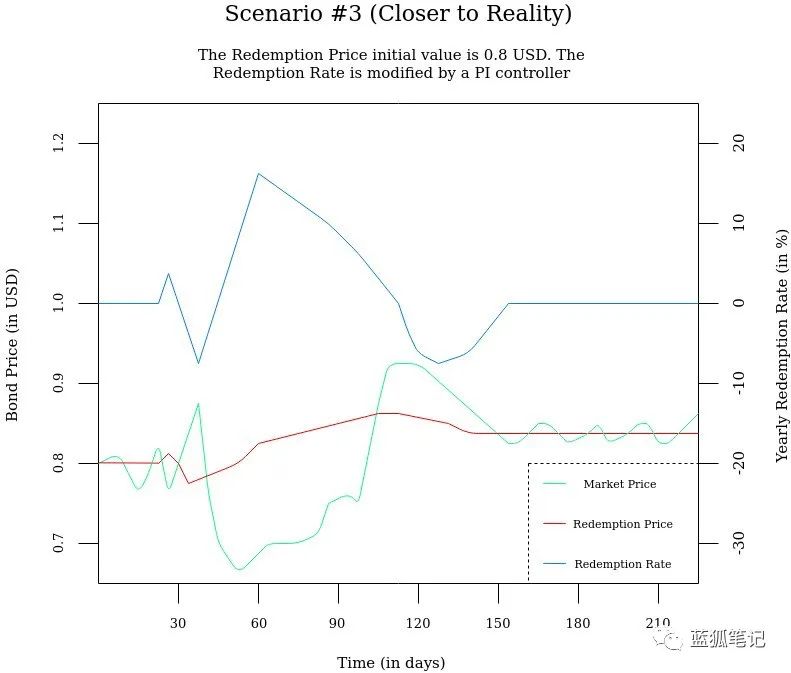 Scenario #3 (Closer to Reality)
The Redemption Price initial value is 0.8 USD. The
Redemption Rate is modified by a PI controller
Bond Price (in USD)
1.2
1.1
1.0
0.9
0.8
0.7
20
10
0
-10
-20
-30
Yearly Redemption Rate (in %)
Market Price
Redemption Price
Redemption Rate
30 60 90 120 150 180 210
Time (in days)
蓝狐笔记